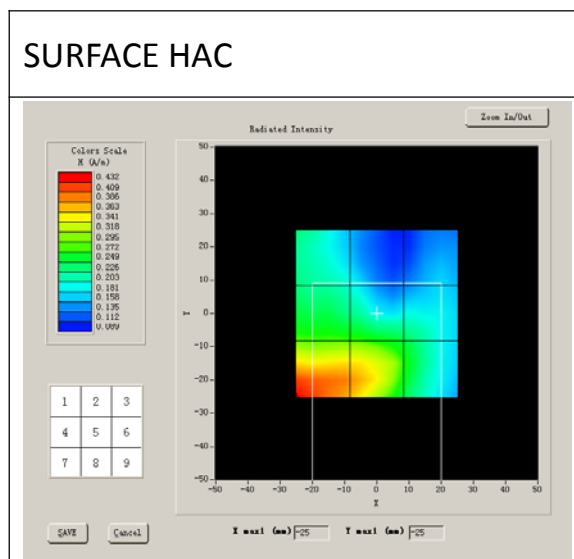 SURFACE HAC
Zoom In/Out
Radiated Intensity
Colors Scale
H (A/m)
0.432
0.409
0.386
0.363
0.341
0.318
0.295
0.272
0.249
0.226
0.203
0.181
0.158
0.135
0.112
0.089
50
40
30
20
10
0
-10
-20
-30
-40
-50
Y
-50 -40 -30 -20 -10 0 10 20 30 40 50
X
1 2 3
4 5 6
7 8 9
SAVE Cancel
X max1 (mm) -25 Y max1 (mm) -25